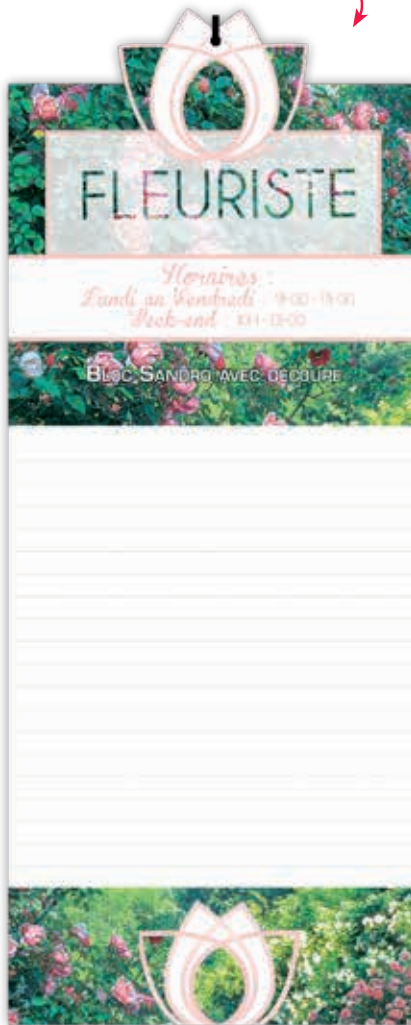 FLEURISTE
Horaires :
Lundi au Vendredi
Week-end
BLOC SANDRO AVEC DÉCOUPE